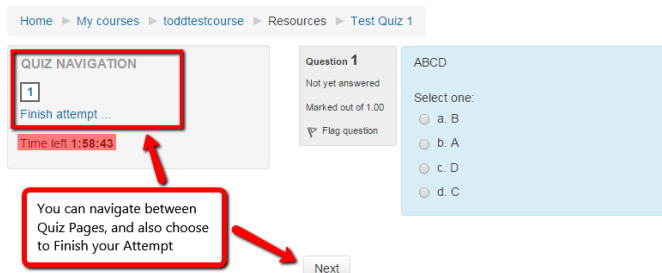 Home ▶ My courses ▶ toddtestcourse ▶ Resources ▶ Test Quiz 1
QUIZ NAVIGATION
1
Finish attempt ...
Time left 1:58:43
Question 1
Not yet answered
Marked out of 1.00
Flag question
ABCD
Select one:
a. B
b. A
c. D
d. C
You can navigate between
Quiz Pages, and also choose
to Finish your Attempt
Next